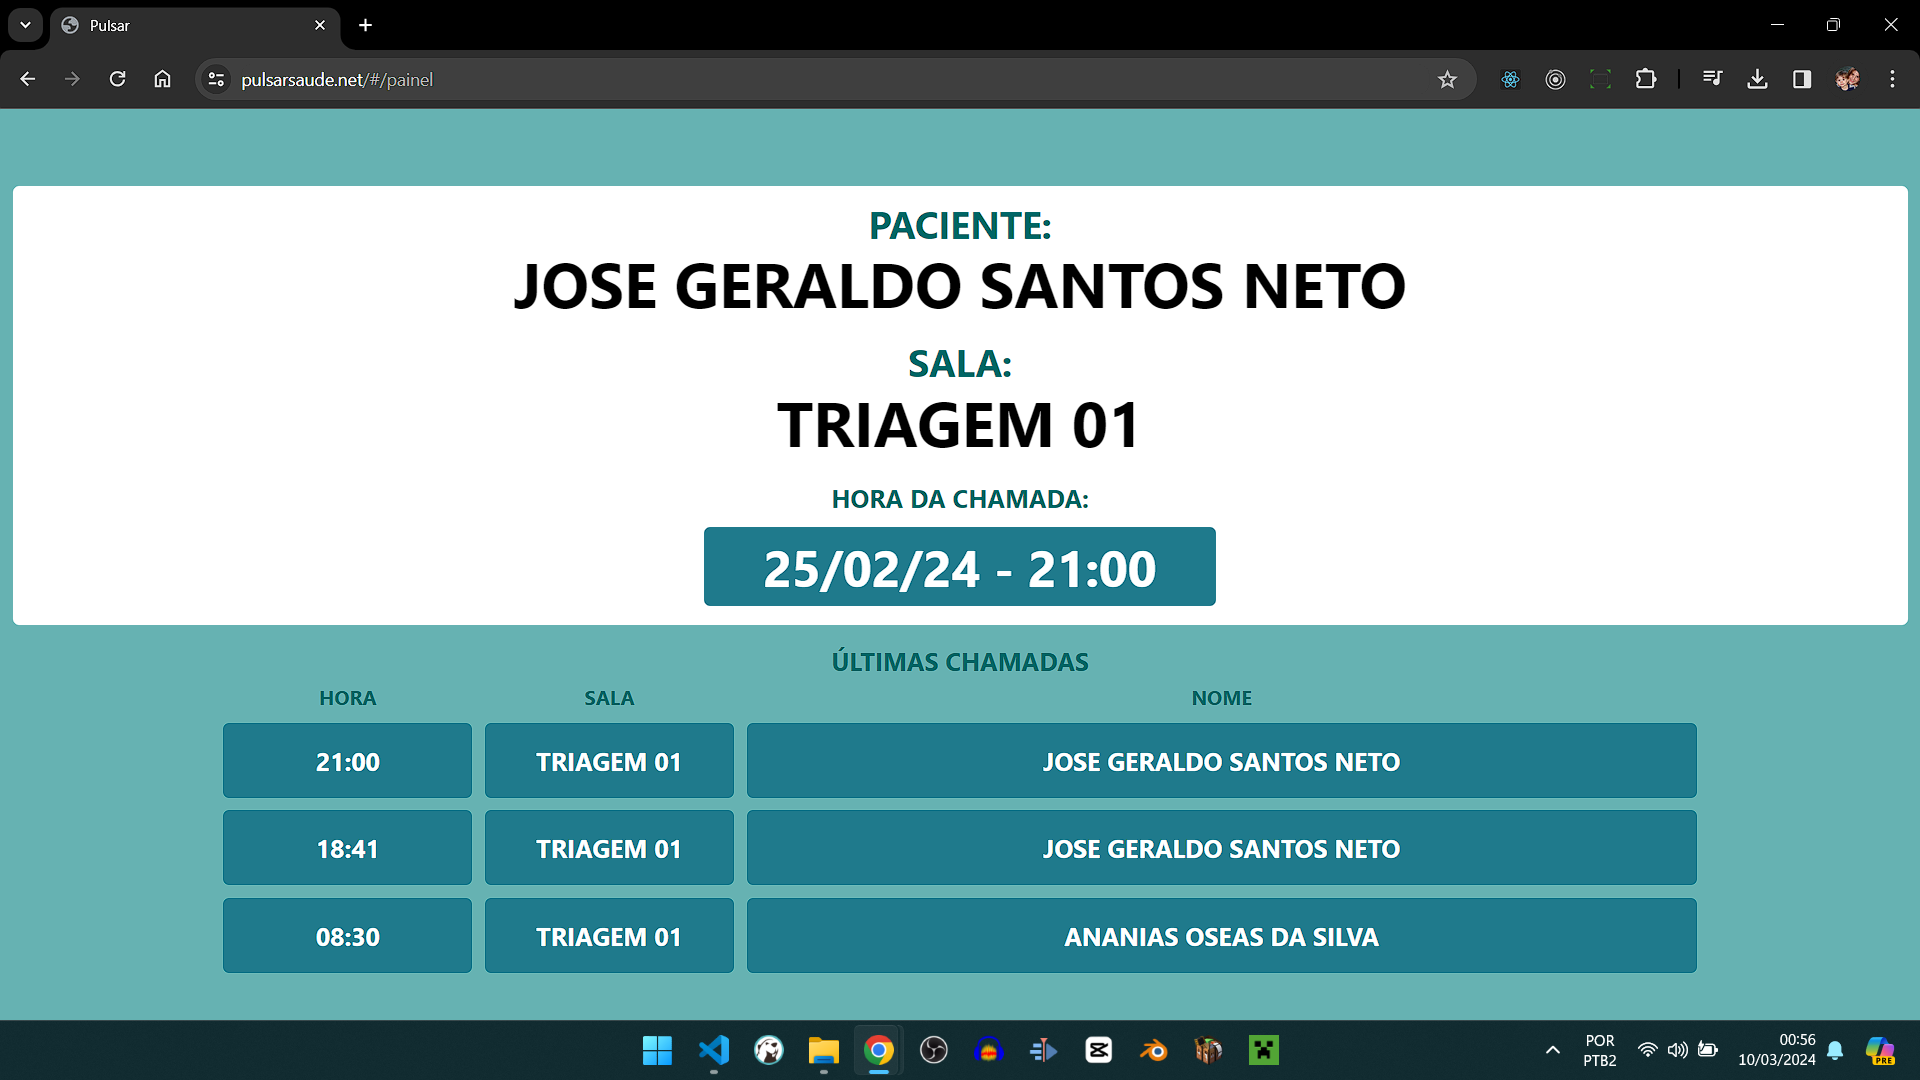 Pulsar
pulsarsaude.net/#/painel
PACIENTE:
JOSE GERALDO SANTOS NETO
SALA:
TRIAGEM 01
HORA DA CHAMADA:
25/02/24 - 21:00
ÚLTIMAS CHAMADAS
HORA SALA NOME
21:00 TRIAGEM 01 JOSE GERALDO SANTOS NETO
18:41 TRIAGEM 01 JOSE GERALDO SANTOS NETO
08:30 TRIAGEM 01 ANANIAS OSEAS DA SILVA
POR
PTB2
00:56
10/03/2024
PRE